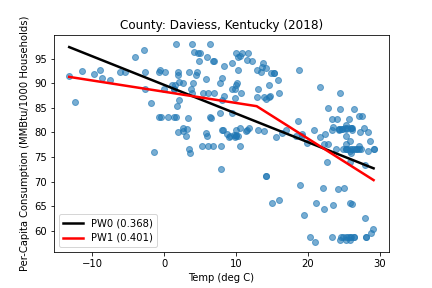 County: Daviess, Kentucky (2018)
Per-Capita Consumption (MMBtu/1000 Households)
95
90
85
80
75
70
65
60
PW0 (0.368)
PW1 (0.401)
−10
0
10
20
30
Temp (deg C)